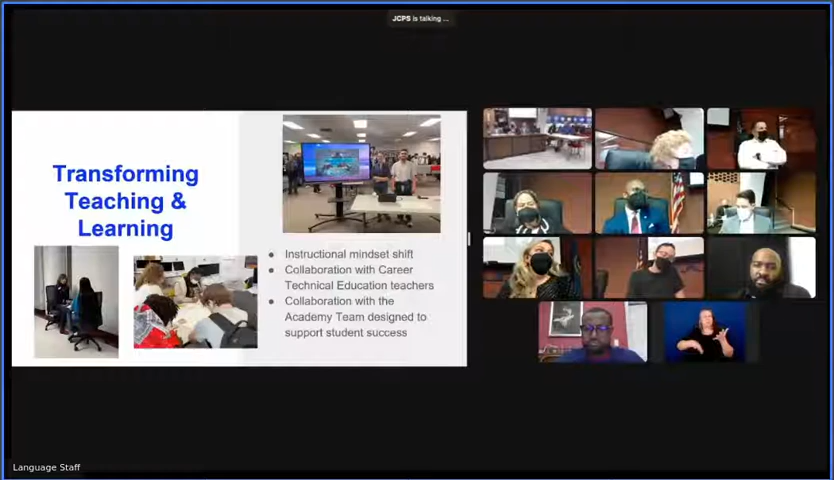 JCPS is talking ...
Transforming
Teaching &
Learning
● Instructional mindset shift
● Collaboration with Career
Technical Education teachers
● Collaboration with the
Academy Team designed to
support student success
Language Staff